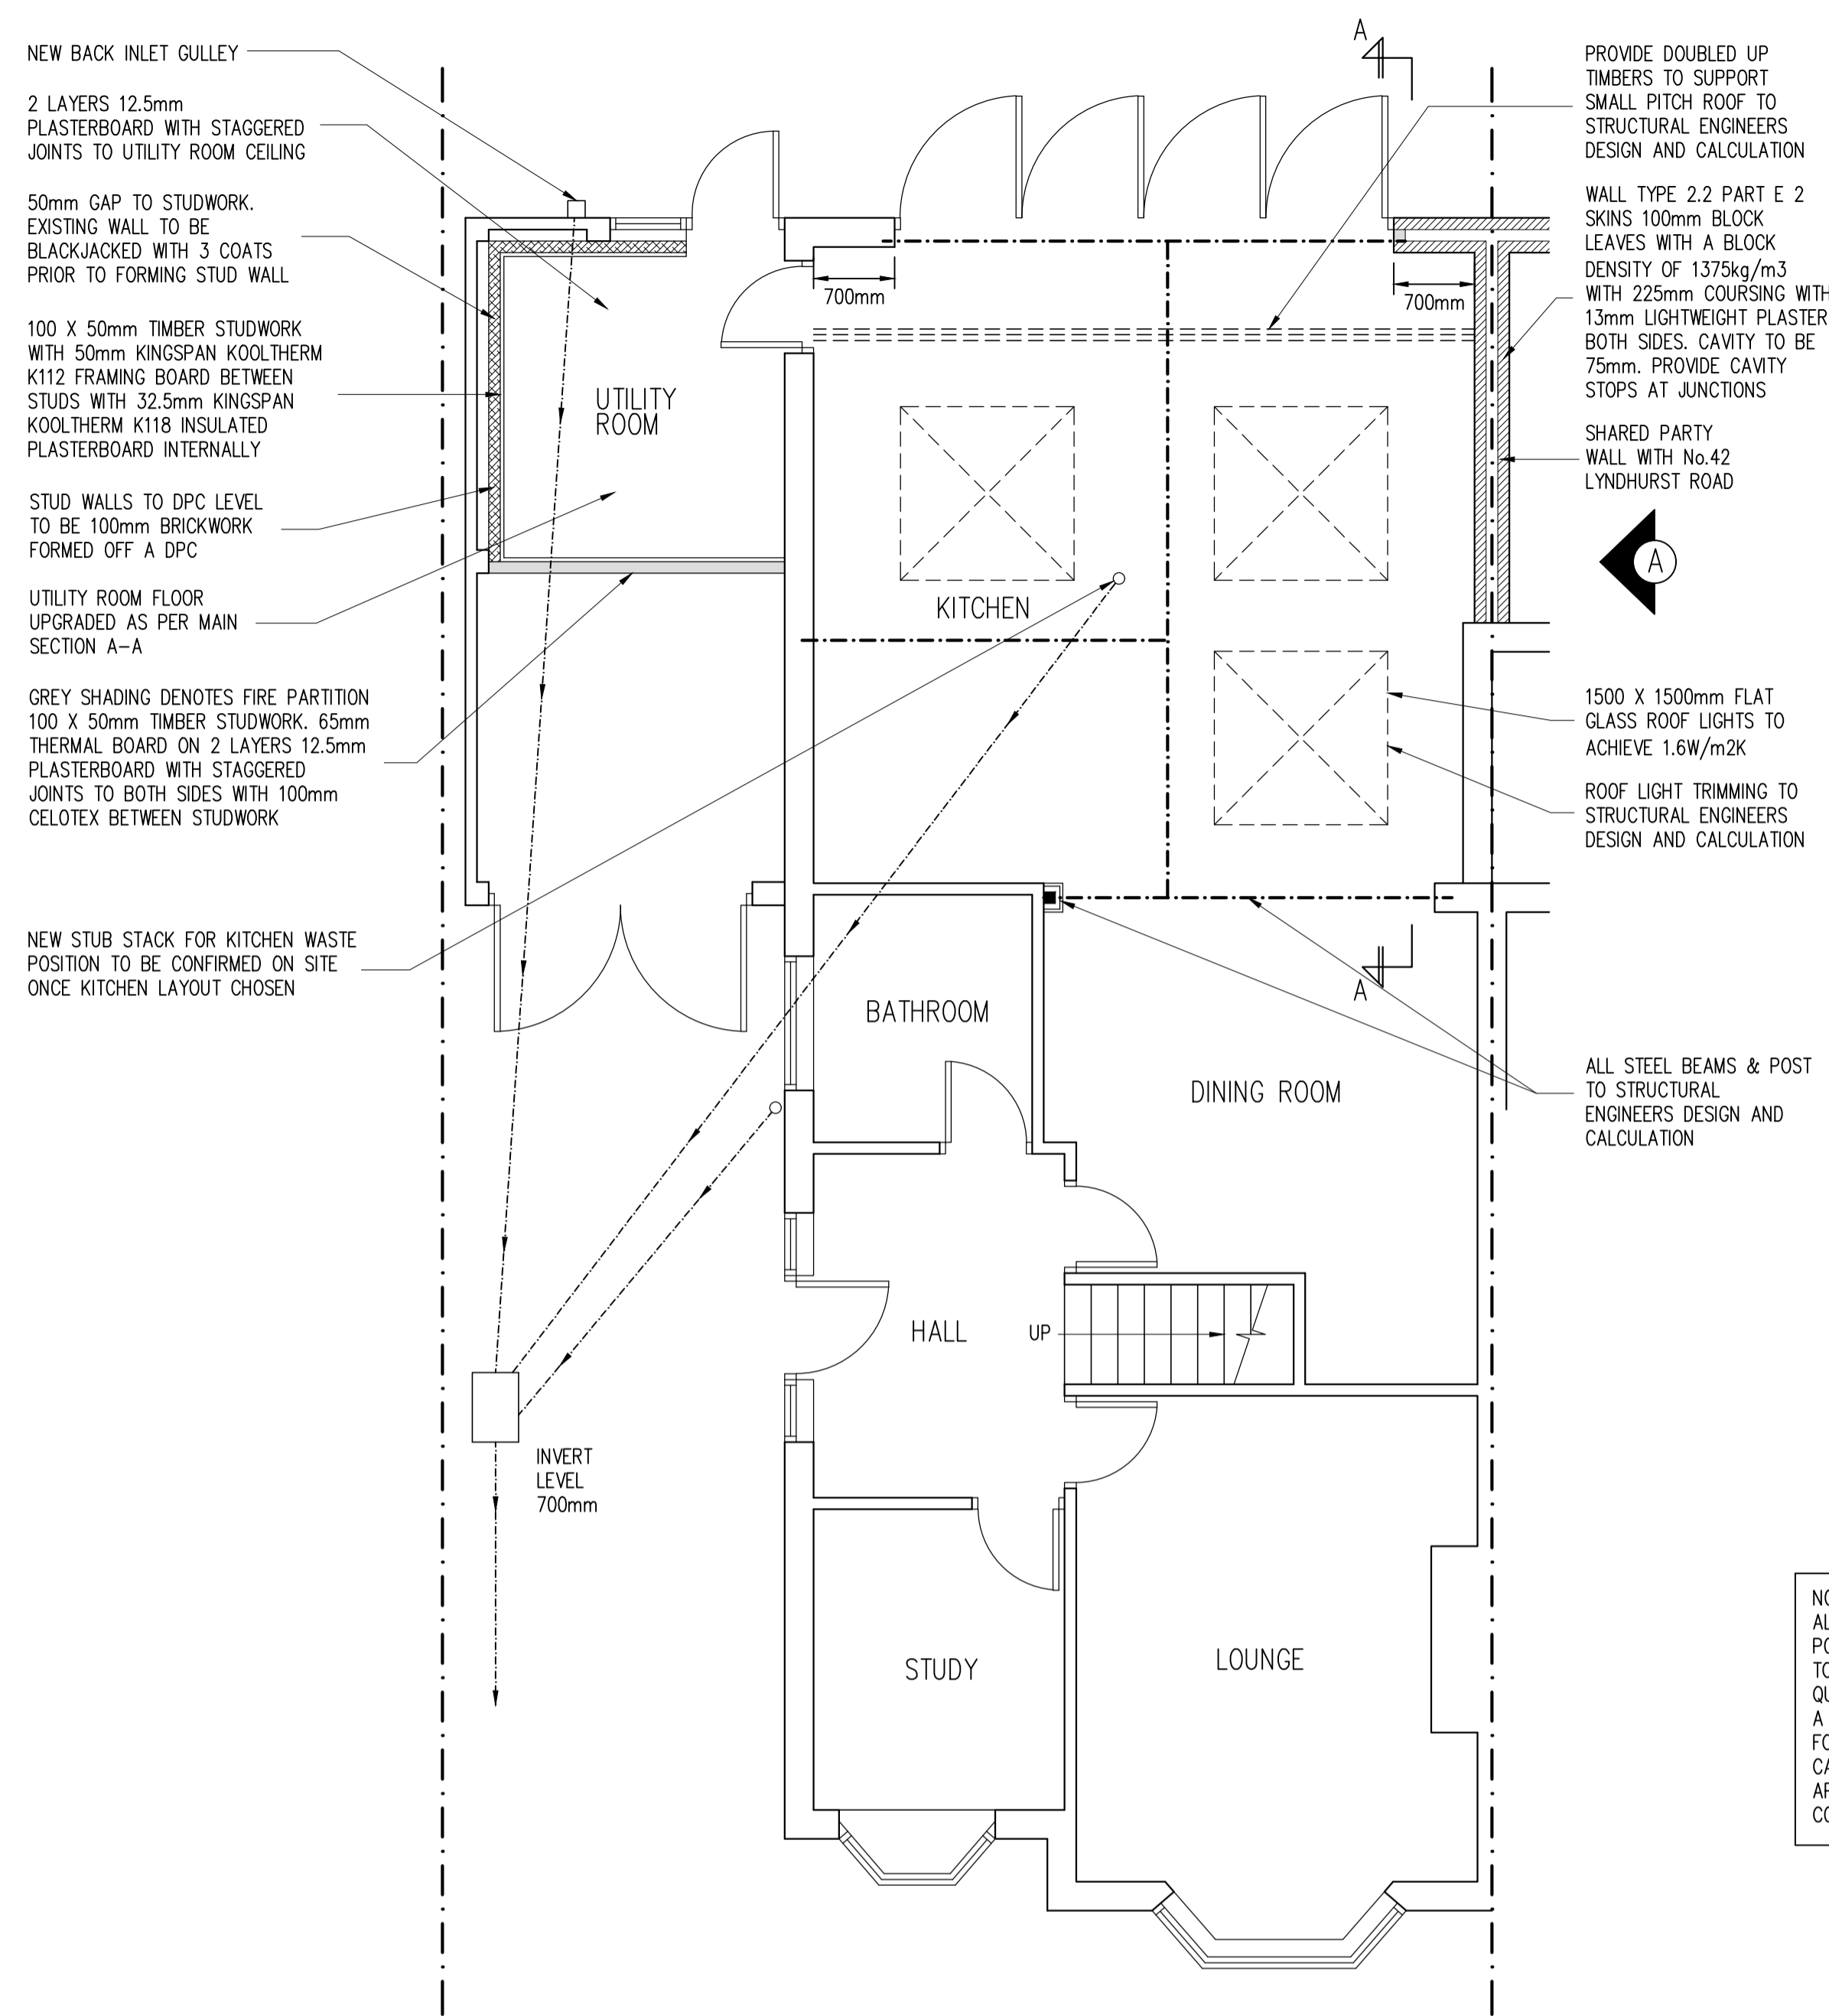 NEW BACK INLET GULLEY
2 LAYERS 12.5mm
PLASTERBOARD WITH STAGGERED
JOINTS TO UTILITY ROOM CEILING
50mm GAP TO STUDWORK.
EXISTING WALL TO BE
BLACKJACKED WITH 3 COATS
PRIOR TO FORMING STUD WALL
100 X 50mm TIMBER STUDWORK
WITH 50mm KINGSPAN KOOLTHERM
K112 FRAMING BOARD BETWEEN
STUDS WITH 32.5mm KINGSPAN
KOOLTHERM K118 INSULATED
PLASTERBOARD INTERNALLY
STUD WALLS TO DPC LEVEL
TO BE 100mm BRICKWORK
FORMED OFF A DPC
UTILITY ROOM FLOOR
UPGRADED AS PER MAIN
SECTION A-A
GREY SHADING DENOTES FIRE PARTITION
100 X 50mm TIMBER STUDWORK. 65mm
THERMAL BOARD ON 2 LAYERS 12.5mm
PLASTERBOARD WITH STAGGERED
JOINTS TO BOTH SIDES WITH 100mm
CELOTEX BETWEEN STUDWORK
NEW STUB STACK FOR KITCHEN WASTE
POSITION TO BE CONFIRMED ON SITE
ONCE KITCHEN LAYOUT CHOSEN
A
700mm
700mm
UTILITY
ROOM
KITCHEN
A
BATHROOM
DINING ROOM
HALL
UP
INVERT
LEVEL
700mm
STUDY
LOUNGE
PROVIDE DOUBLED UP
TIMBERS TO SUPPORT
SMALL PITCH ROOF TO
STRUCTURAL ENGINEERS
DESIGN AND CALCULATION
WALL TYPE 2.2 PART E 2
SKINS 100mm BLOCK
LEAVES WITH A BLOCK
DENSITY OF 1375kg/m3
WITH 225mm COURSING WITH
13mm LIGHTWEIGHT PLASTER
BOTH SIDES. CAVITY TO BE
75mm. PROVIDE CAVITY
STOPS AT JUNCTIONS
SHARED PARTY
WALL WITH No.42
LYNDHURST ROAD
A
1500 X 1500mm FLAT
GLASS ROOF LIGHTS TO
ACHIEVE 1.6W/m2K
ROOF LIGHT TRIMMING TO
STRUCTURAL ENGINEERS
DESIGN AND CALCULATION
ALL STEEL BEAMS & POST
TO STRUCTURAL
ENGINEERS DESIGN AND
CALCULATION
A